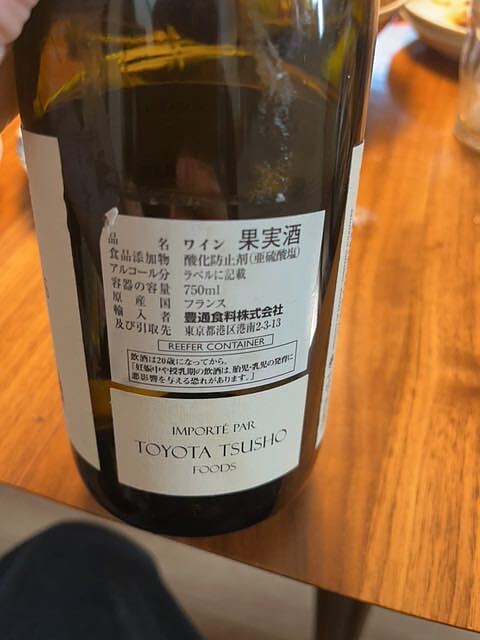 品名 ワイン 果実酒
食品添加物 酸化防止剤(亜硫酸塩)
アルコール分 ラベルに記載
容器の容量 750ml
原産国 フランス
輸入者 豊通食料株式会社
及び引取先 東京都港区港南2-3-13
REEFER CONTAINER
飲酒は20歳になってから。
「妊娠中や授乳期の飲酒は、胎児・乳児の発育に
悪影響を与える恐れがあります。」
IMPORTÉ PAR
TOYOTA TSUSHO
FOODS